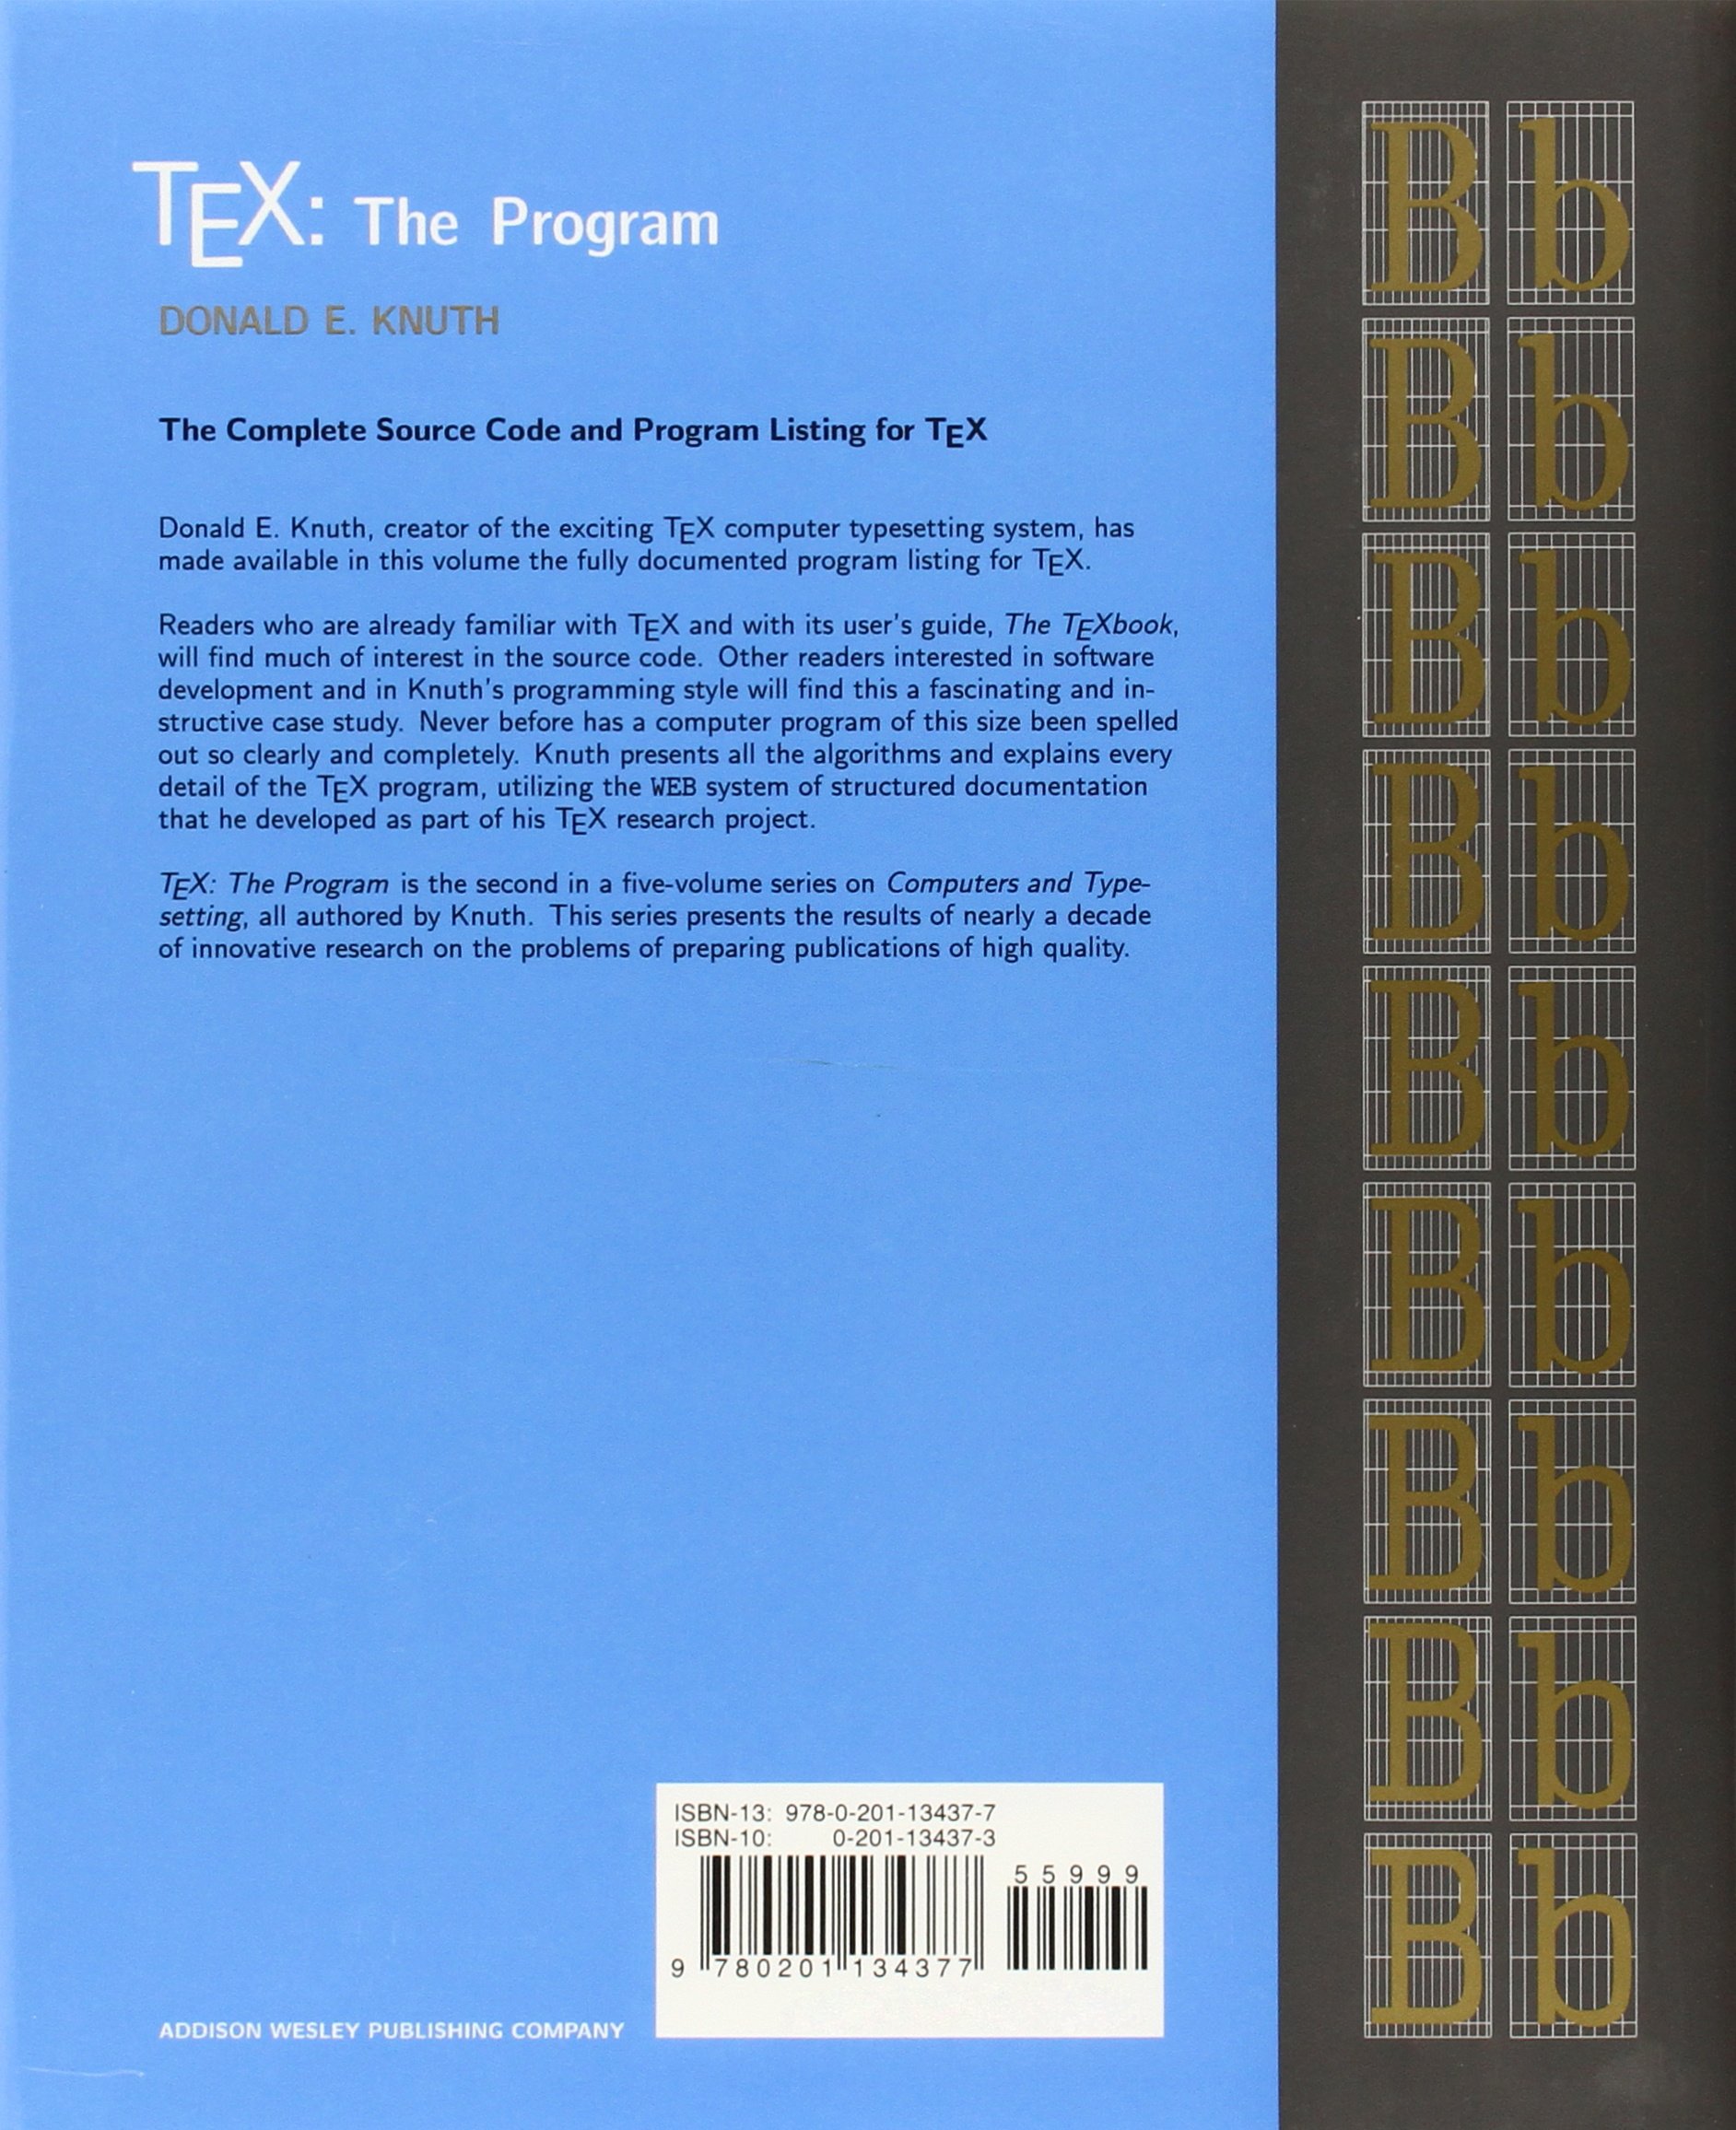 TEX: The Program
DONALD E. KNUTH
The Complete Source Code and Program Listing for TEX
Donald E. Knuth, creator of the exciting TEX computer typesetting system, has
made available in this volume the fully documented program listing for TEX.
Readers who are already familiar with TEX and with its user's guide, The TEXbook,
will find much of interest in the source code. Other readers interested in software
development and in Knuth's programming style will find this a fascinating and in-
structive case study. Never before has a computer program of this size been spelled
out so clearly and completely. Knuth presents all the algorithms and explains every
detail of the TEX program, utilizing the WEB system of structured documentation
that he developed as part of his TEX research project.
TEX: The Program is the second in a five-volume series on Computers and Type-
setting, all authored by Knuth. This series presents the results of nearly a decade
of innovative research on the problems of preparing publications of high quality.
ISBN-13: 978-0-201-13437-7
ISBN-10: 0-201-13437-3
55999
9 780201 134377
ADDISON WESLEY PUBLISHING COMPANY
B b
B b
B b
B b
B b
B b
B b
B b
B b